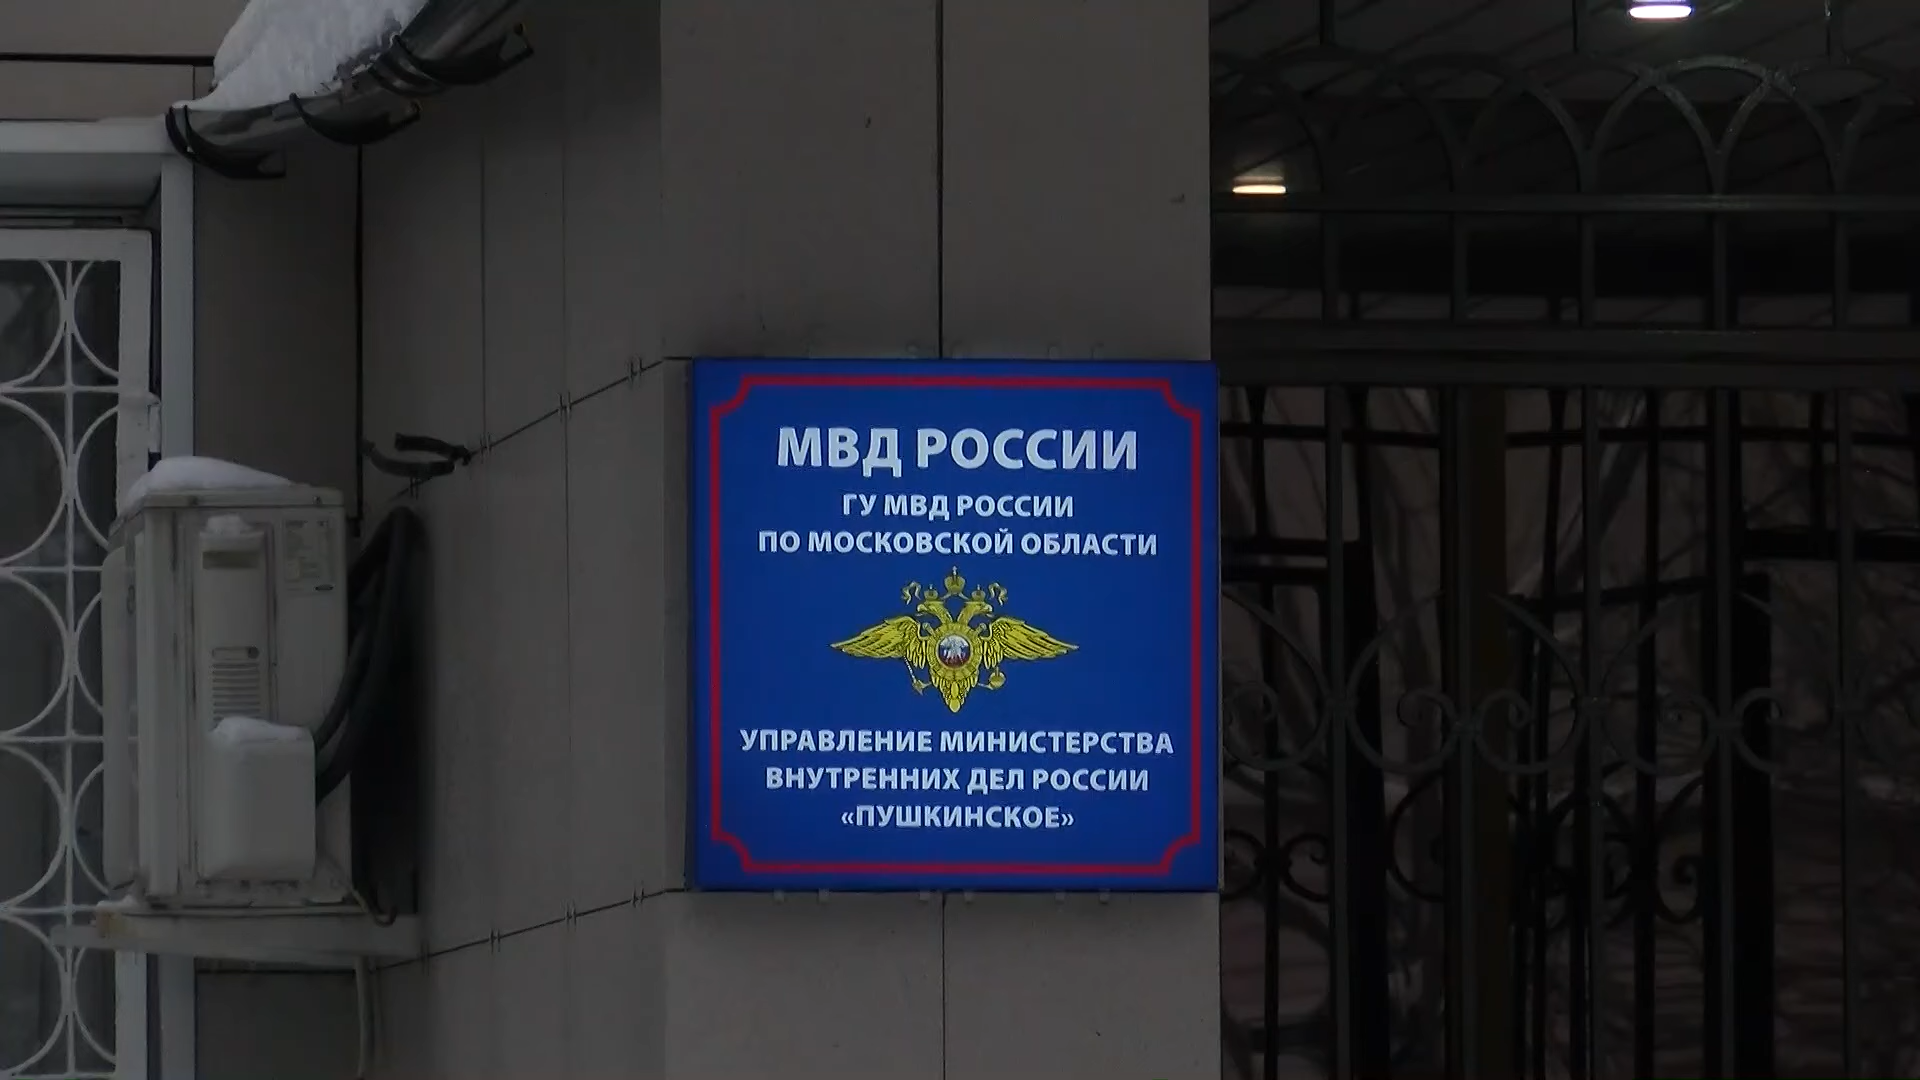 МВД РОССИИ
ГУ МВД РОССИИ
ПО МОСКОВСКОЙ ОБЛАСТИ
УПРАВЛЕНИЕ МИНИСТЕРСТВА
ВНУТРЕННИХ ДЕЛ РОССИИ
«ПУШКИНСКОЕ»